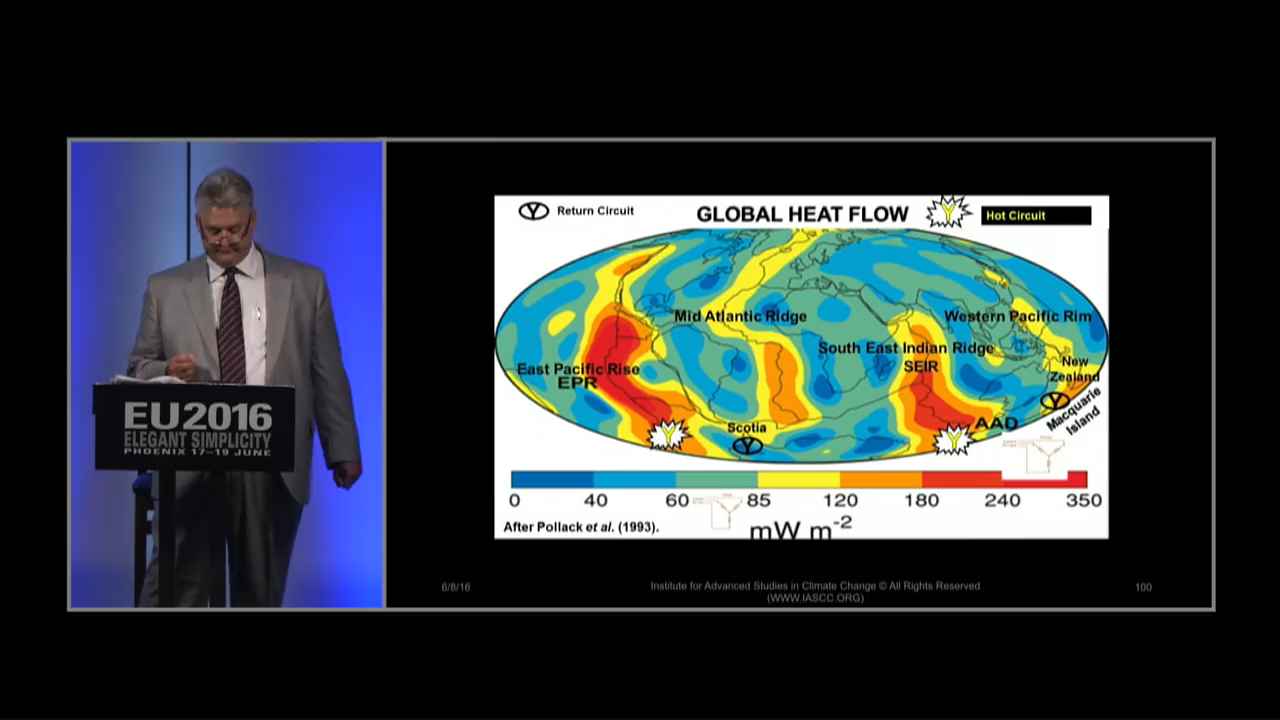 EU2016
ELEGANT SIMPLICITY
PHOENIX 17–19 JUNE
Return Circuit
GLOBAL HEAT FLOW
Y
Hot Circuit
Mid Atlantic Ridge
Western Pacific Rim
South East Indian Ridge
SEIR
East Pacific Rise
EPR
New
Zealand
Macquarie
Island
Scotia
AAD
Y
Y
0 40 60 85 120 180 240 350
mW m-2
After Pollack et al. (1993).
6/8/16
Institute for Advanced Studies in Climate Change © All Rights Reserved
(WWW.IASCC.ORG)
100